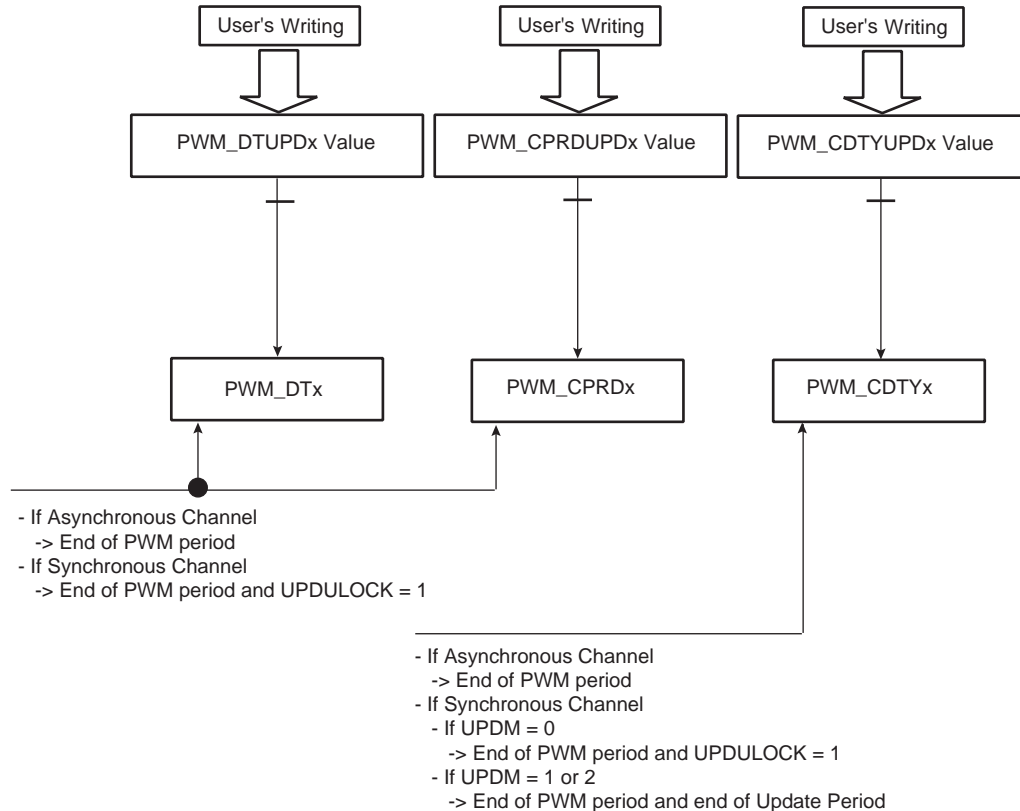 User's Writing
User's Writing
User's Writing
PWM_DTUPDx Value
PWM_CPRDUPDx Value
PWM_CDTYUPDx Value
PWM_DTx
PWM_CPRDx
PWM_CDTYx
- If Asynchronous Channel
-> End of PWM period
- If Synchronous Channel
-> End of PWM period and UPDULOCK = 1
- If Asynchronous Channel
-> End of PWM period
- If Synchronous Channel
- If UPDM = 0
-> End of PWM period and UPDULOCK = 1
- If UPDM = 1 or 2
-> End of PWM period and end of Update Period